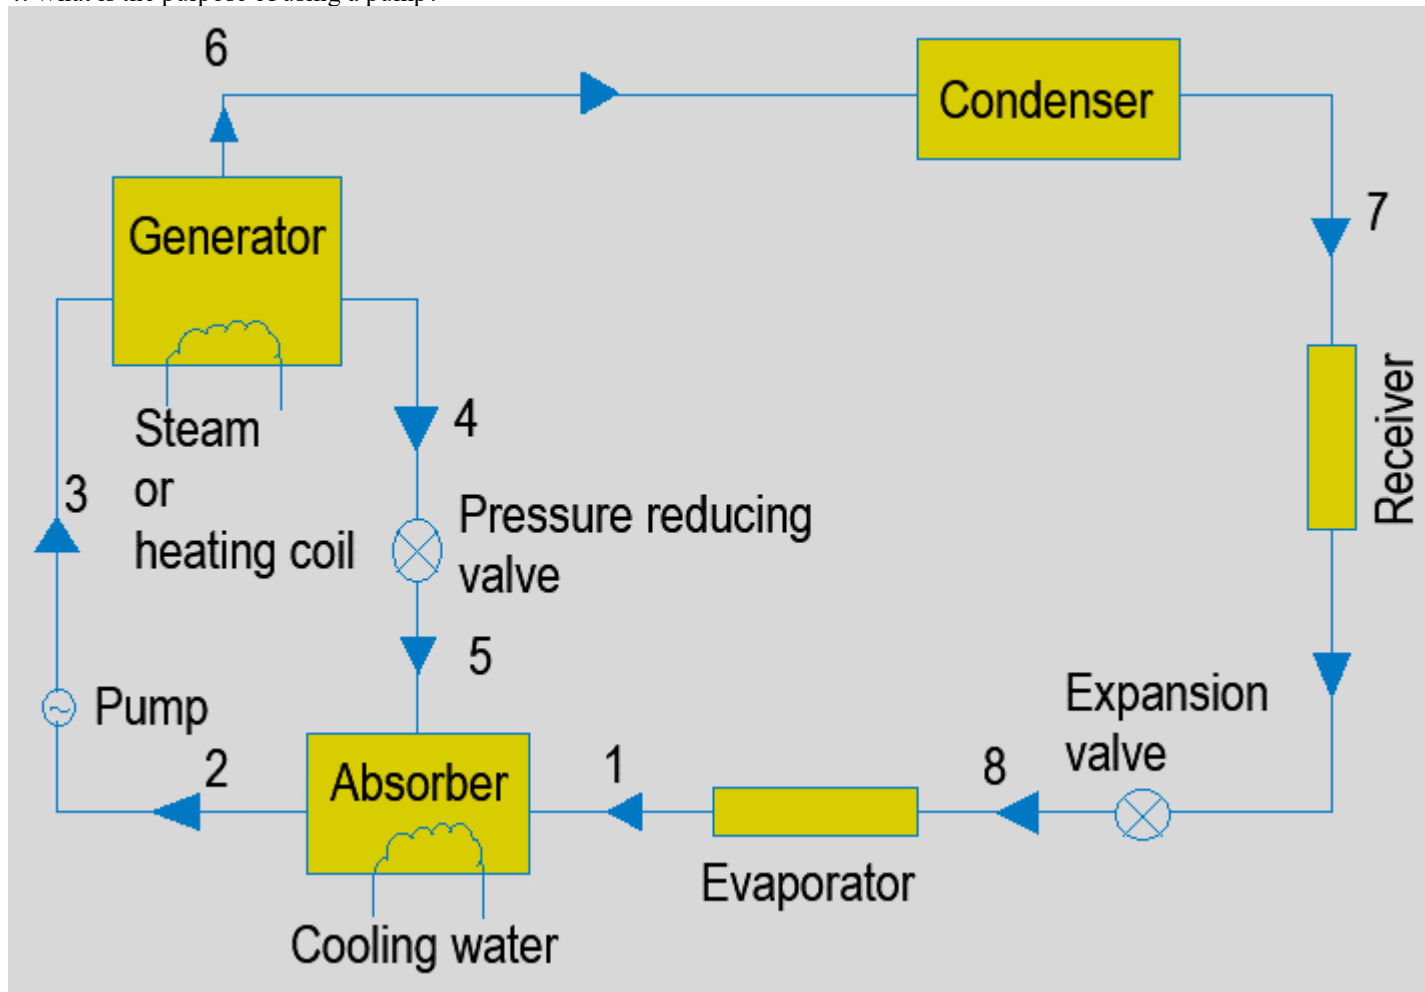 6
Condenser
7
Generator
Receiver
Steam
or
heating coil
4
3
Pressure reducing
valve
5
Pump
Expansion
valve
2
Absorber
1
8
Evaporator
Cooling water